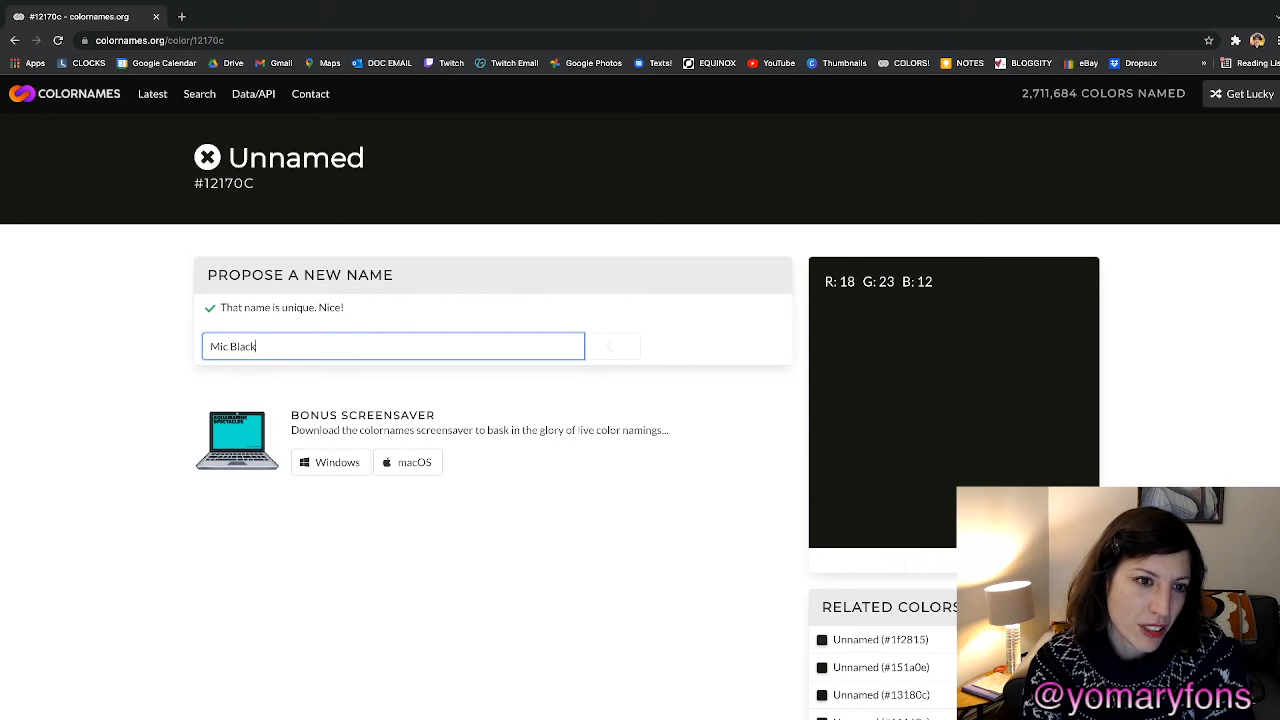 #12170c - colornames.org
colornames.org/color/12170c
Apps CLOCKS Google Calendar Drive Gmail Maps DOC EMAIL Twitch Twitch Email Google Photos Texts! EQUINOX YouTube Thumbnails COLORS! NOTES BLOGGITY eBay Dropsux » Reading List
COLORNAMES Latest Search Data/API Contact 2,711,684 COLORS NAMED Get Lucky
Unnamed
#12170C
PROPOSE A NEW NAME
That name is unique. Nice!
Mic Black
R: 18 G: 23 B: 12
BONUS SCREENSAVER
Download the colornames screensaver to bask in the glory of live color namings...
Windows macOS
RELATED COLORS
Unnamed (#1f2815)
Unnamed (#151a0e)
Unnamed (#13180c)
@yomaryfons